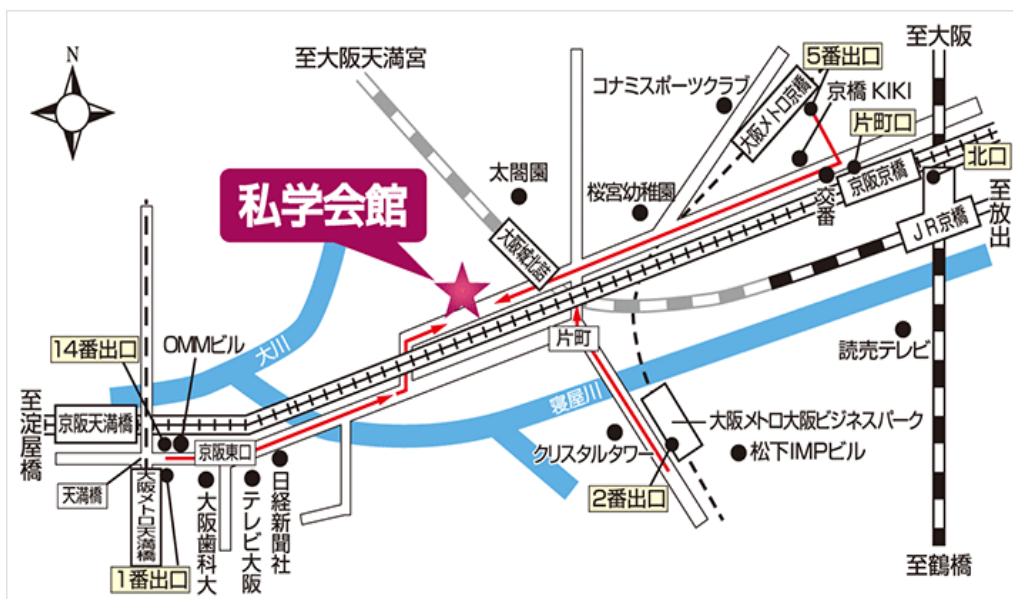 N
至大阪天満宮
至大阪
5番出口
コナミスポーツクラブ
京橋 KIKI
大阪メトロ京橋
片町口
北口
太閤園
京阪京橋
私学会館
桜宮幼稚園
交番
至放出
大阪城北詰
JR京橋
14番出口
OMMビル
大川
片町
読売テレビ
寝屋川
至淀屋橋
京阪天満橋
大阪メトロ大阪ビジネスパーク
京阪東口
クリスタルタワー
松下IMPビル
天満橋
大阪メトロ天満橋
2番出口
大阪歯科大
テレビ大阪
日経新聞社
1番出口
至鶴橋